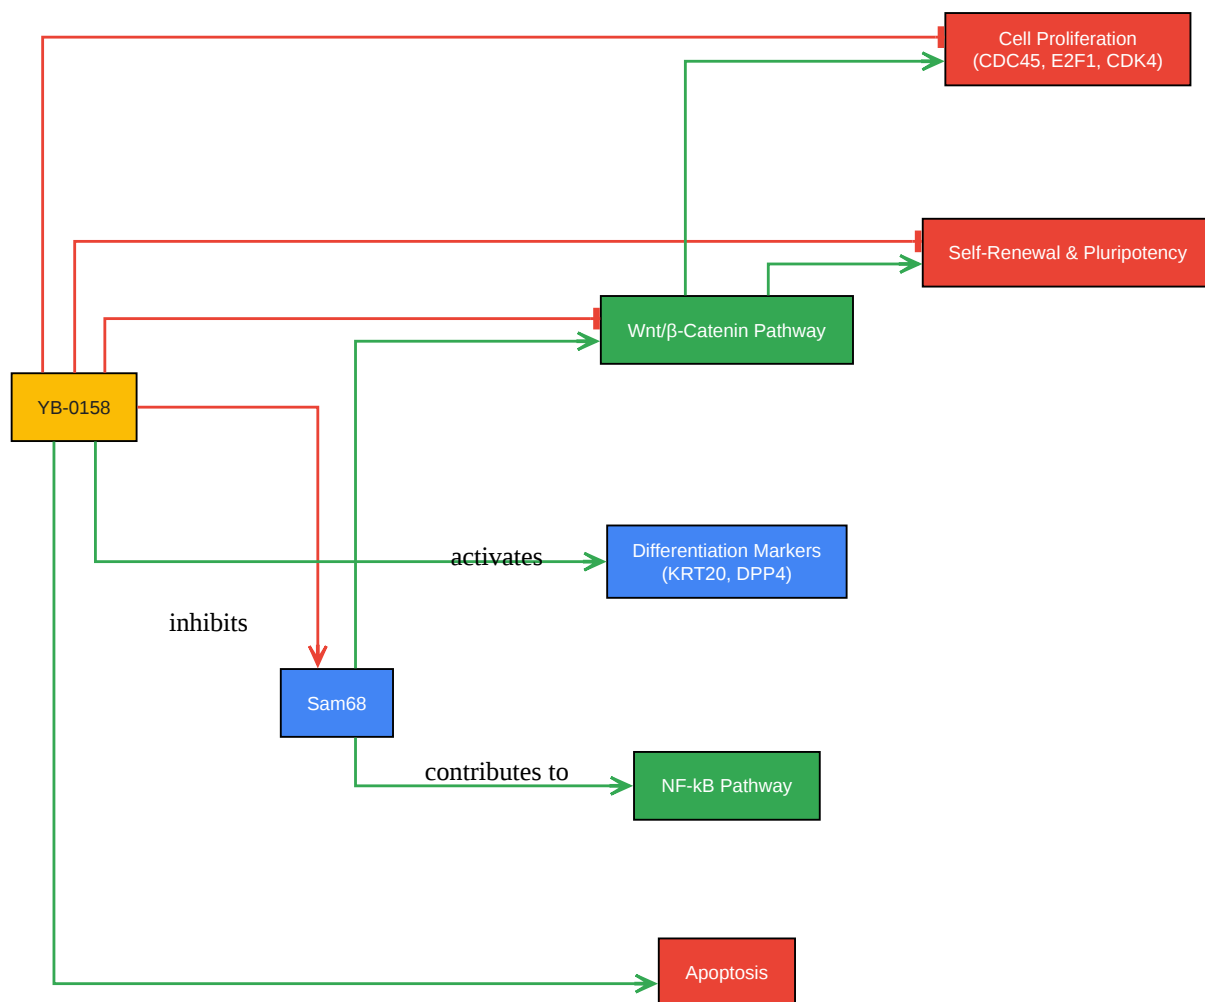 Cell Proliferation
(CDC45, E2F1, CDK4)
Self-Renewal & Pluripotency
Wnt/β-Catenin Pathway
YB-0158
activates
Differentiation Markers
(KRT20, DPP4)
inhibits
Sam68
contributes to
NF-kB Pathway
Apoptosis